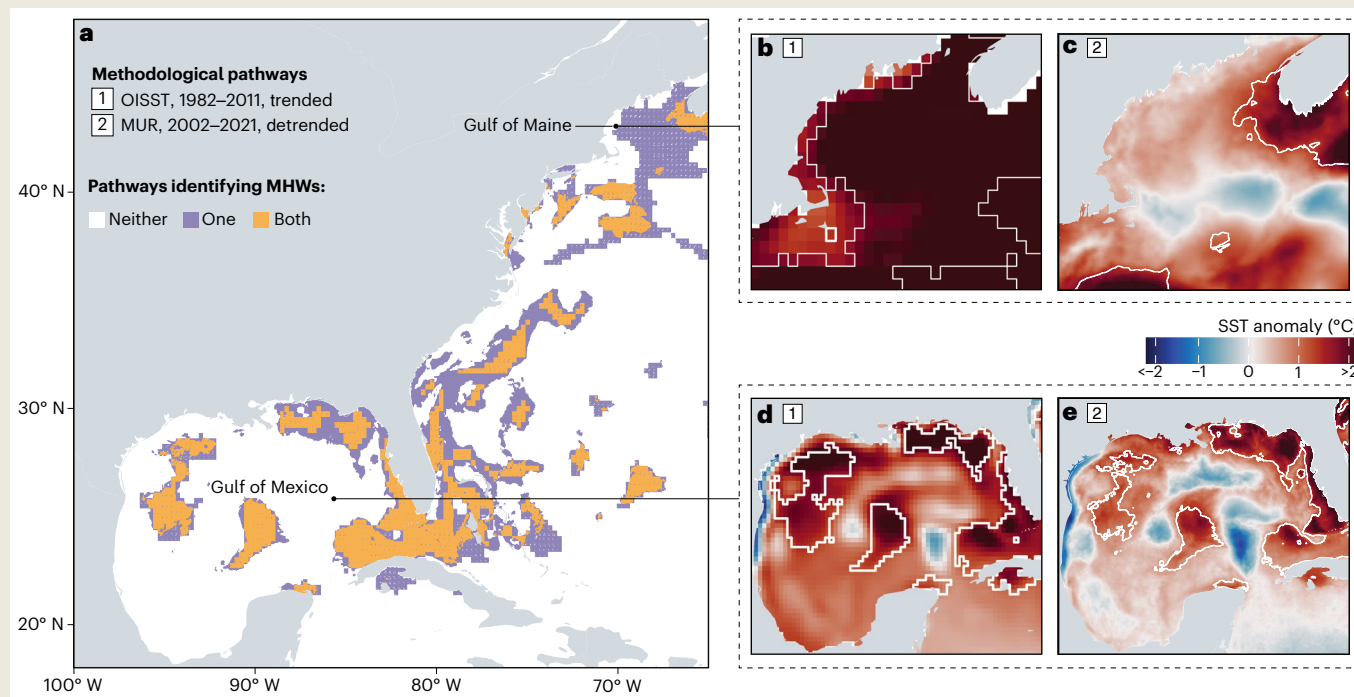 a
Methodological pathways
1 OISST, 1982–2011, trended
2 MUR, 2002–2021, detrended
Pathways identifying MHWs:
Neither One Both
Gulf of Maine
Gulf of Mexico
40° N
30° N
20° N
100° W 90° W 80° W 70° W
b 1
c 2
SST anomaly (°C)
<–2 –1 0 1 >2
d 1
e 2